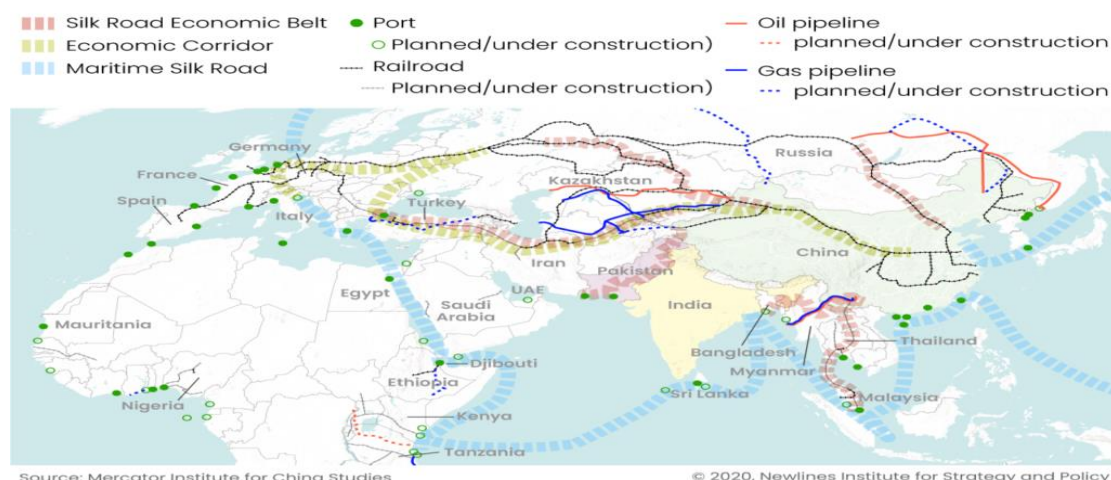 Silk Road Economic Belt
Economic Corridor
Maritime Silk Road
Port
Planned/under construction)
Railroad
Planned/under construction)
Oil pipeline
planned/under construction
Gas pipeline
planned/under construction
Germany
France
Spain
Italy
Turkey
Kazakhstan
Russia
China
Iran
Pakistan
Egypt
UAE
Saudi
Arabia
India
Mauritania
Bangladesh
Thailand
Myanmar
Djibouti
Ethiopia
Nigeria
Kenya
Sri Lanka
Malaysia
Tanzania
Source: Mercator Institute for China Studies
© 2020, Newlines Institute for Strategy and Policy